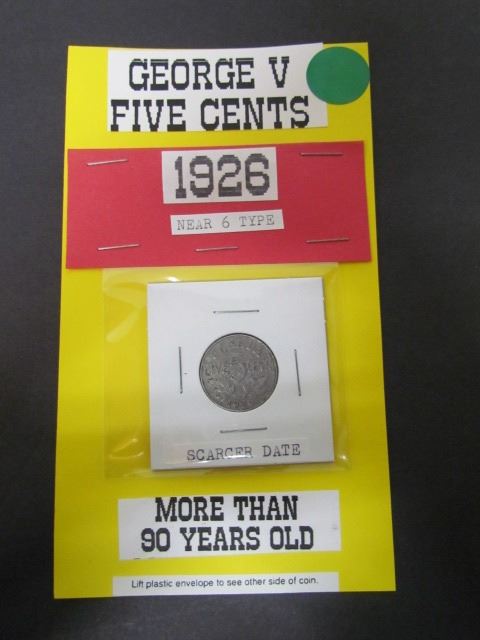 GEORGE V
FIVE CENTS
1926
NEAR 6 TYPE
SCARCER DATE
MORE THAN
90 YEARS OLD
Lift plastic envelope to see other side of coin.